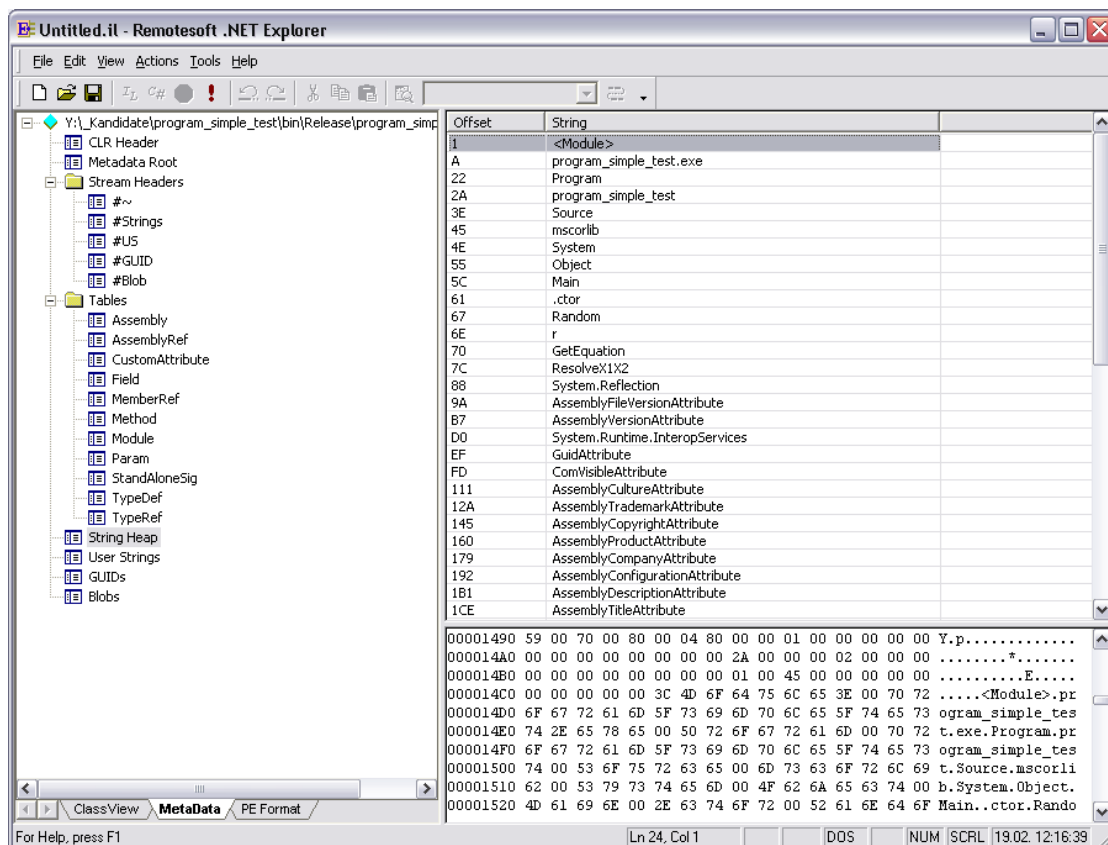 Untitled.il - Remotesoft .NET Explorer
File Edit View Actions Tools Help
IL C#
Y:\_Kandidate\program_simple_test\bin\Release\program_simp
CLR Header
Metadata Root
Stream Headers
#~
#Strings
#US
#GUID
#Blob
Tables
Assembly
AssemblyRef
CustomAttribute
Field
MemberRef
Method
Module
Param
StandAloneSig
TypeDef
TypeRef
String Heap
User Strings
GUIDs
Blobs
ClassView MetaData PE Format
Offset String
1 <Module>
A program_simple_test.exe
22 Program
2A program_simple_test
3E Source
45 mscorlib
4E System
55 Object
5C Main
61 .ctor
67 Random
6E r
70 GetEquation
7C ResolveX1X2
88 System.Reflection
9A AssemblyFileVersionAttribute
B7 AssemblyVersionAttribute
D0 System.Runtime.InteropServices
EF GuidAttribute
FD ComVisibleAttribute
111 AssemblyCultureAttribute
12A AssemblyTrademarkAttribute
145 AssemblyCopyrightAttribute
160 AssemblyProductAttribute
179 AssemblyCompanyAttribute
192 AssemblyConfigurationAttribute
1B1 AssemblyDescriptionAttribute
1CE AssemblyTitleAttribute
00001490 59 00 70 00 80 00 04 80 00 00 01 00 00 00 00 00 Y.p.............
000014A0 00 00 00 00 00 00 00 00 2A 00 00 00 02 00 00 00 ........*.......
000014B0 00 00 00 00 00 00 00 00 01 00 45 00 00 00 00 00 ..........E.....
000014C0 00 00 00 00 00 3C 4D 6F 64 75 6C 65 3E 00 70 72 .....<Module>.pr
000014D0 6F 67 72 61 6D 5F 73 69 6D 70 6C 65 5F 74 65 73 ogram_simple_tes
000014E0 74 2E 65 78 65 00 50 72 6F 67 72 61 6D 00 70 72 t.exe.Program.pr
000014F0 6F 67 72 61 6D 5F 73 69 6D 70 6C 65 5F 74 65 73 ogram_simple_tes
00001500 74 00 53 6F 75 72 63 65 00 6D 73 63 6F 72 6C 69 t.Source.mscorli
00001510 62 00 53 79 73 74 65 6D 00 4F 62 6A 65 63 74 00 b.System.Object.
00001520 4D 61 69 6E 00 2E 63 74 6F 72 00 52 61 6E 64 6F Main..ctor.Rando
For Help, press F1 Ln 24, Col 1 DOS NUM SCRL 19.02. 12:16:39